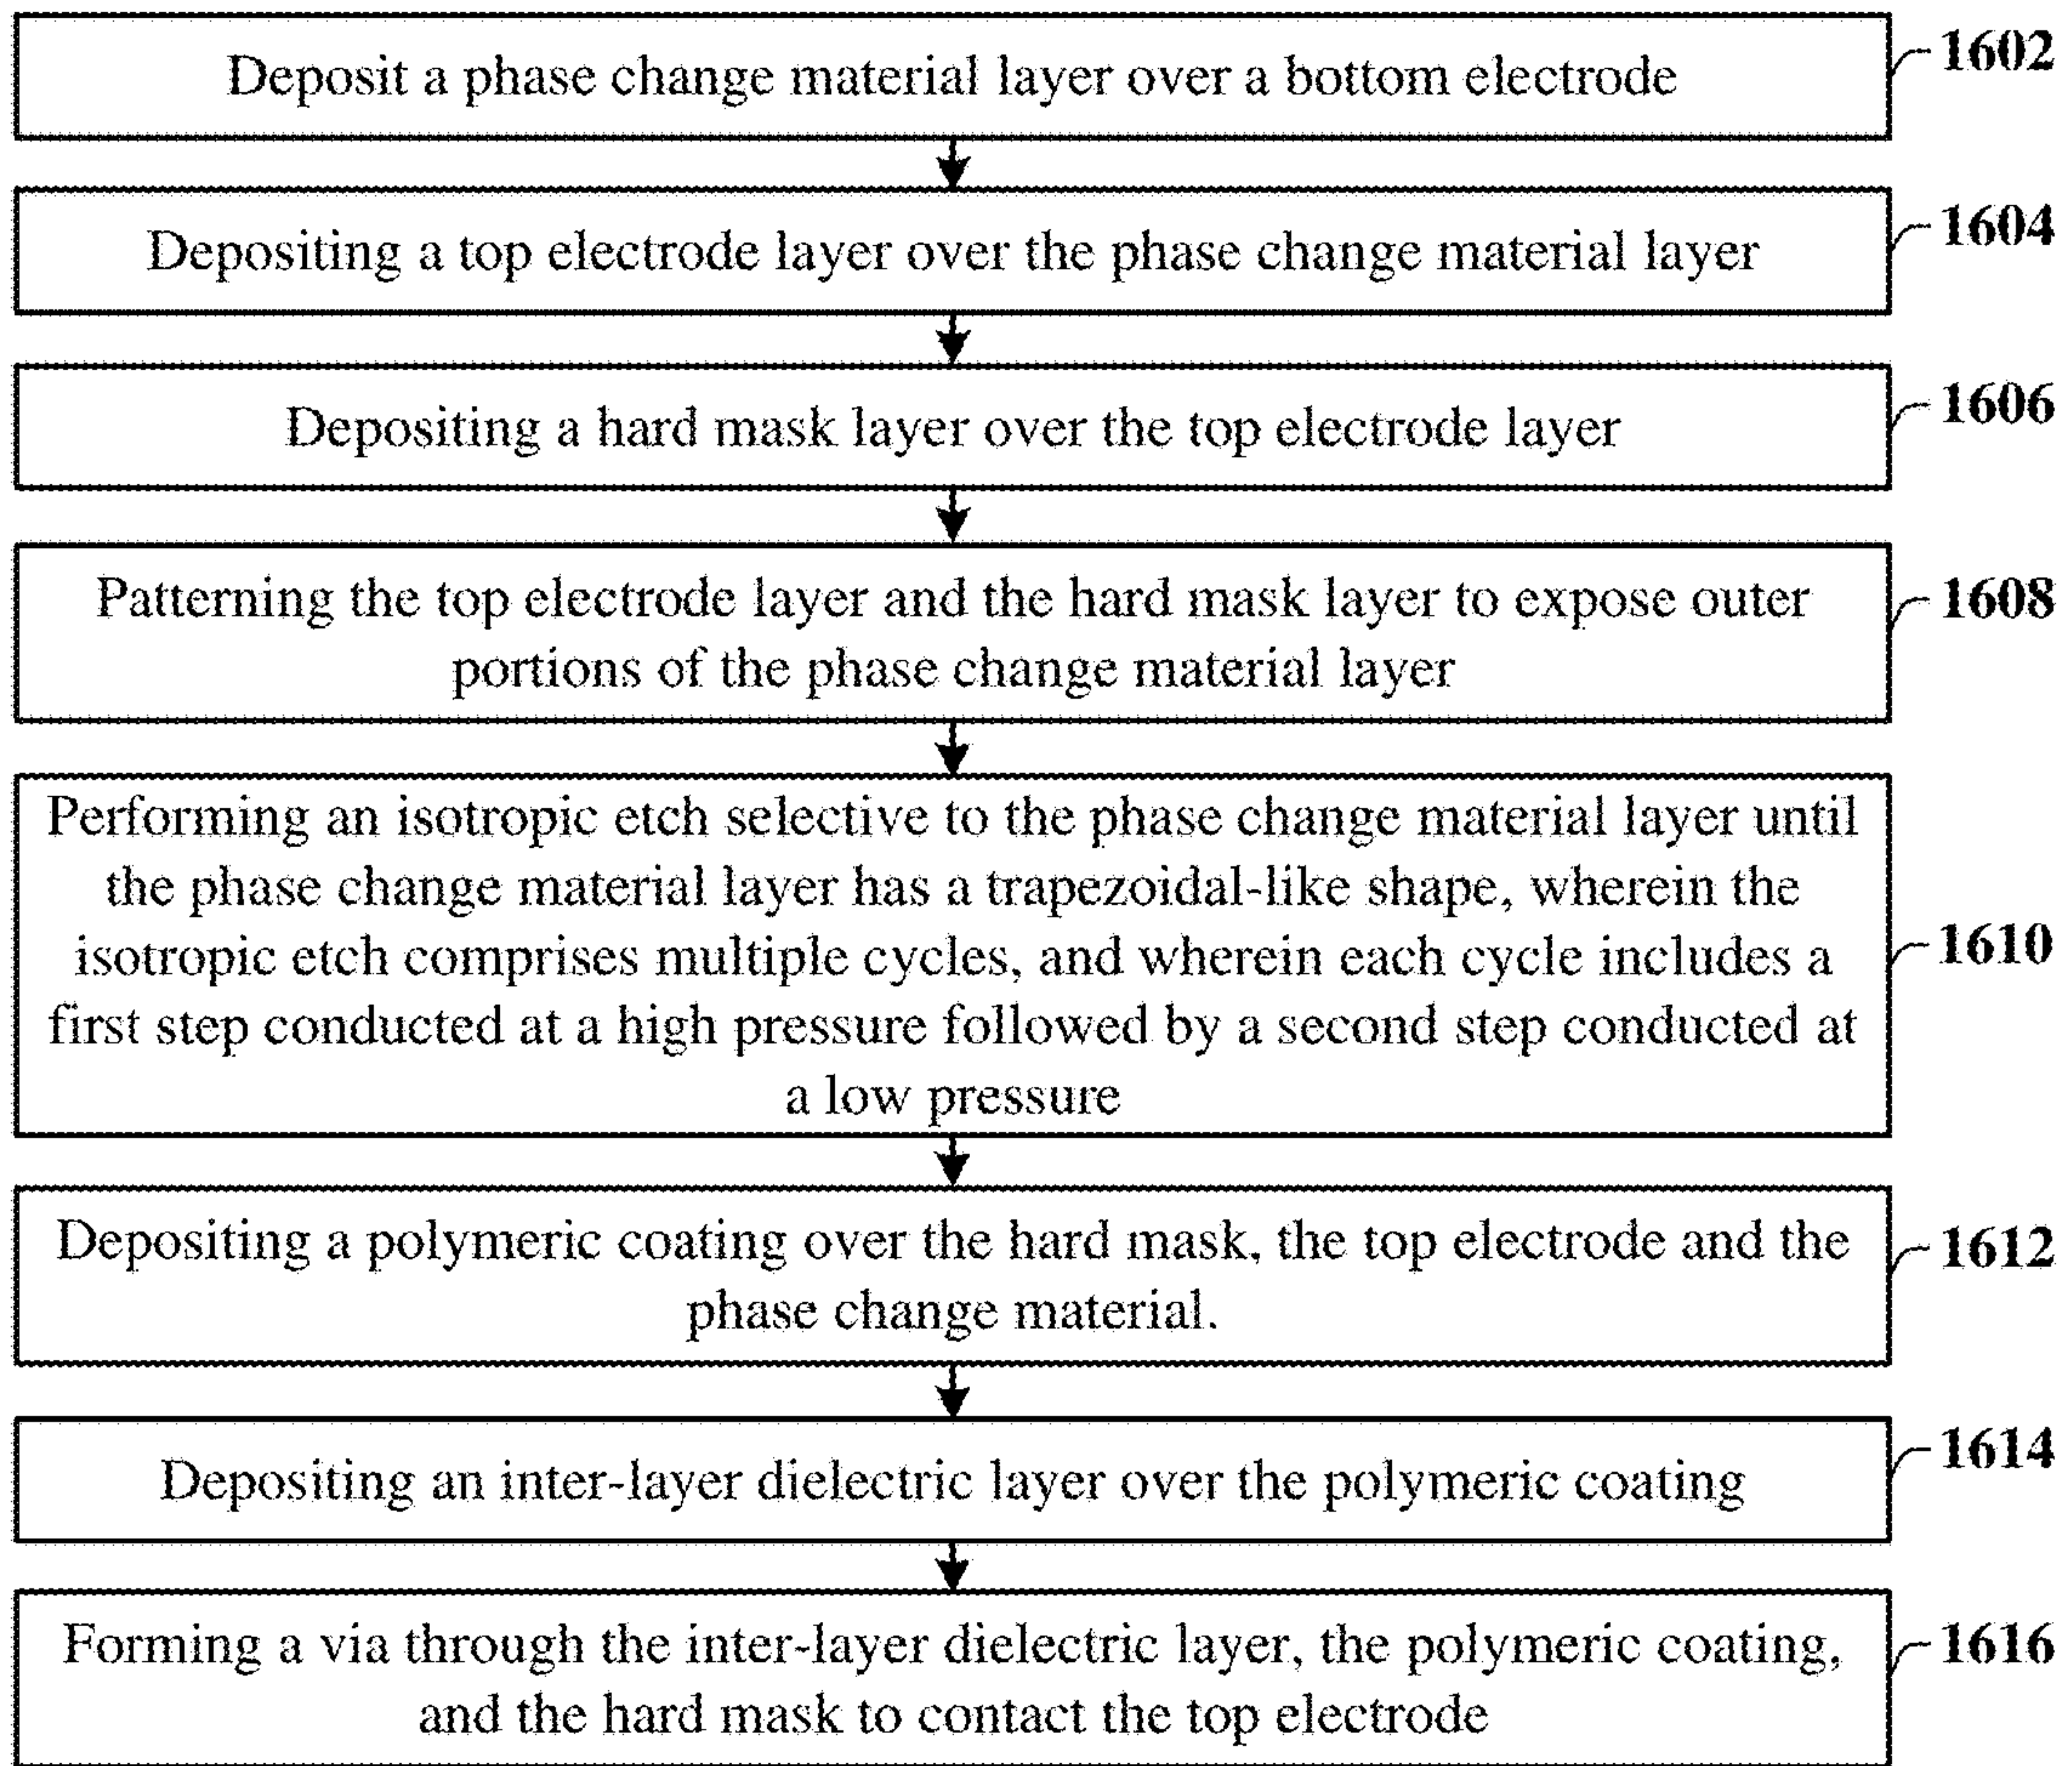 Deposit a phase change material layer over a bottom electrode
1602
Depositing a top electrode layer over the phase change material layer
1604
Depositing a hard mask layer over the top electrode layer
1606
Patterning the top electrode layer and the hard mask layer to expose outer
portions of the phase change material layer
1608
Performing an isotropic etch selective to the phase change material layer until
the phase change material layer has a trapezoidal-like shape, wherein the
isotropic etch comprises multiple cycles, and wherein each cycle includes a
first step conducted at a high pressure followed by a second step conducted at
a low pressure
1610
Depositing a polymeric coating over the hard mask, the top electrode and the
phase change material.
1612
Depositing an inter-layer dielectric layer over the polymeric coating
1614
Forming a via through the inter-layer dielectric layer, the polymeric coating,
and the hard mask to contact the top electrode
1616